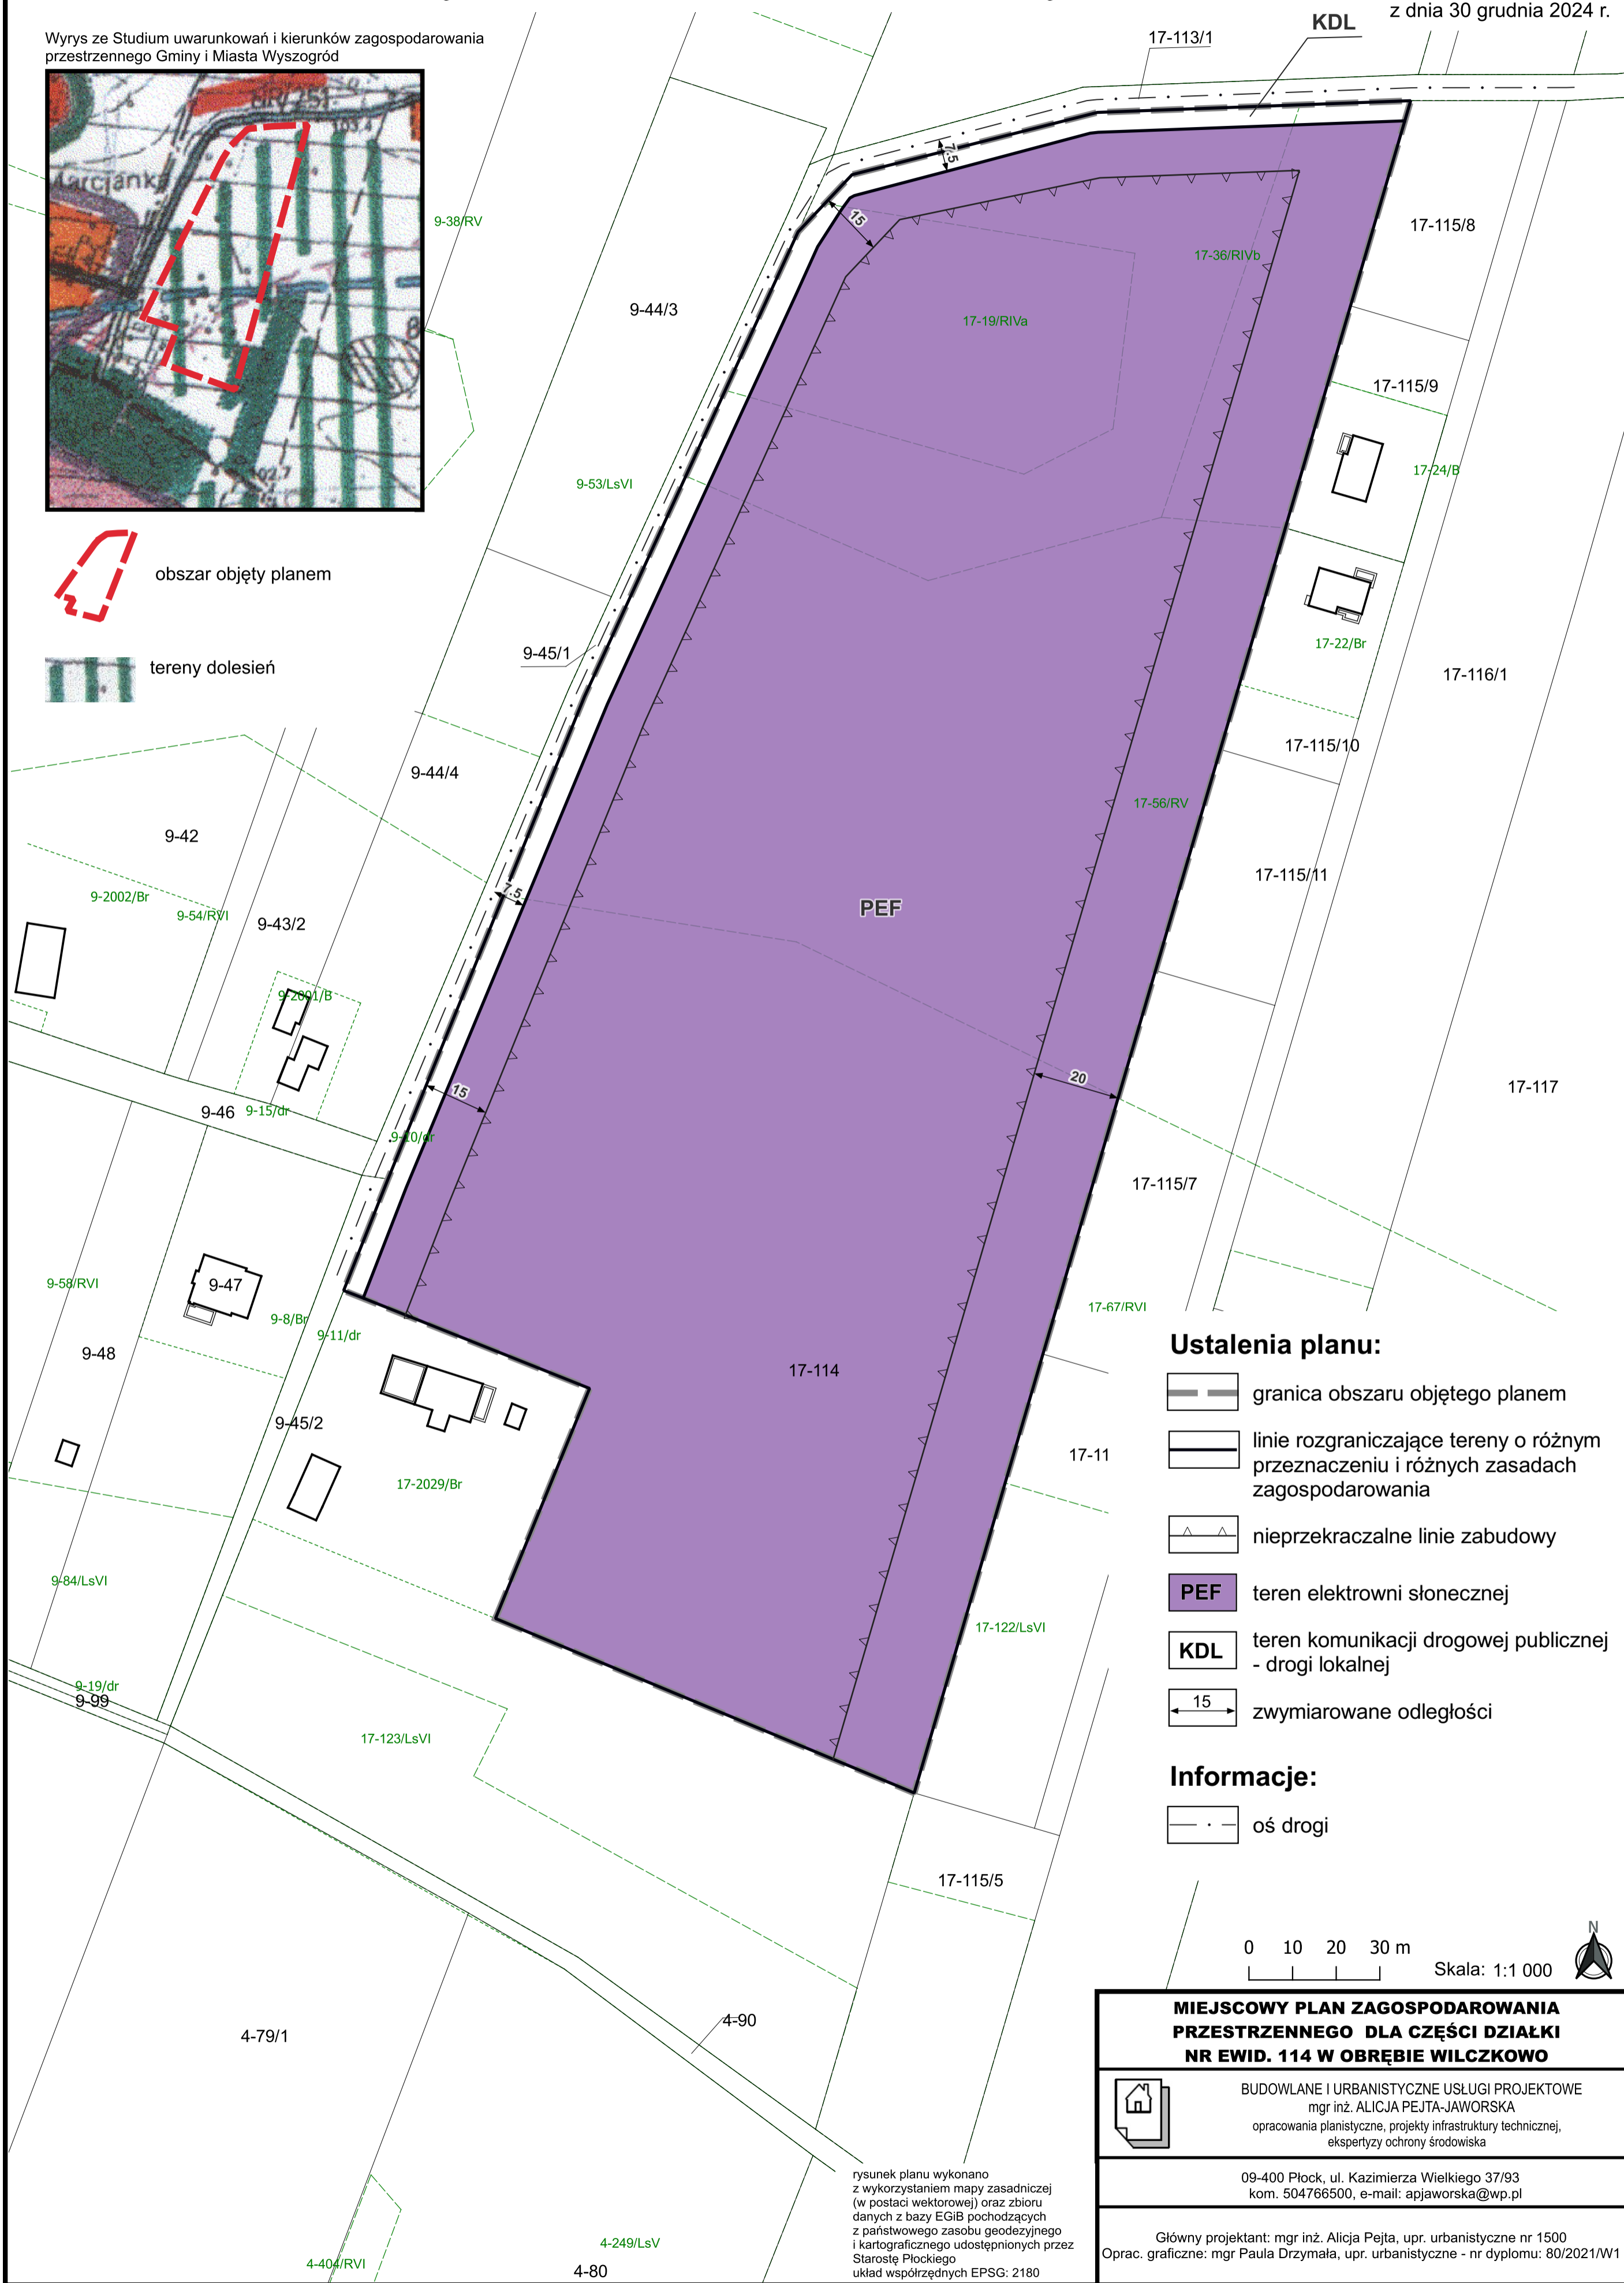 z dnia 30 grudnia 2024 r.
Wyrys ze Studium uwarunkowań i kierunków zagospodarowania
przestrzennego Gminy i Miasta Wyszogród
obszar objęty planem
tereny dolesień
KDL
17-113/1
7.5
15
9-38/RV
9-44/3
17-36/RIVb
17-115/8
17-19/RIVa
17-115/9
17-24/B
9-53/LsVI
17-22/Br
9-45/1
17-116/1
17-115/10
9-44/4
17-56/RV
9-42
17-115/11
9-2002/Br
9-54/RVI
9-43/2
7.5
PEF
9-2001/B
20
17-117
15
9-46
9-15/dr
9-10/dr
17-115/7
9-58/RVI
9-47
9-8/Br
9-11/dr
17-67/RVI
9-48
17-114
9-45/2
17-11
17-2029/Br
9-84/LsVI
17-122/LsVI
9-19/dr
9-99
17-123/LsVI
17-115/5
4-90
4-79/1
4-249/LsV
4-404/RVI
4-80
Ustalenia planu:
granica obszaru objętego planem
linie rozgraniczające tereny o różnym
przeznaczeniu i różnych zasadach
zagospodarowania
nieprzekraczalne linie zabudowy
PEF teren elektrowni słonecznej
KDL teren komunikacji drogowej publicznej
- drogi lokalnej
15 zwymiarowane odległości
Informacje:
oś drogi
0 10 20 30 m
Skala: 1:1 000
N
MIEJSCOWY PLAN ZAGOSPODAROWANIA
PRZESTRZENNEGO DLA CZĘŚCI DZIAŁKI
NR EWID. 114 W OBRĘBIE WILCZKOWO
BUDOWLANE I URBANISTYCZNE USŁUGI PROJEKTOWE
mgr inż. ALICJA PEJTA-JAWORSKA
opracowania planistyczne, projekty infrastruktury technicznej,
ekspertyzy ochrony środowiska
09-400 Płock, ul. Kazimierza Wielkiego 37/93
kom. 504766500, e-mail: apjaworska@wp.pl
Główny projektant: mgr inż. Alicja Pejta, upr. urbanistyczne nr 1500
Oprac. graficzne: mgr Paula Drzymała, upr. urbanistyczne - nr dyplomu: 80/2021/W1
rysunek planu wykonano
z wykorzystaniem mapy zasadniczej
(w postaci wektorowej) oraz zbioru
danych z bazy EGiB pochodzących
z państwowego zasobu geodezyjnego
i kartograficznego udostępnionych przez
Starostę Płockiego
układ współrzędnych EPSG: 2180